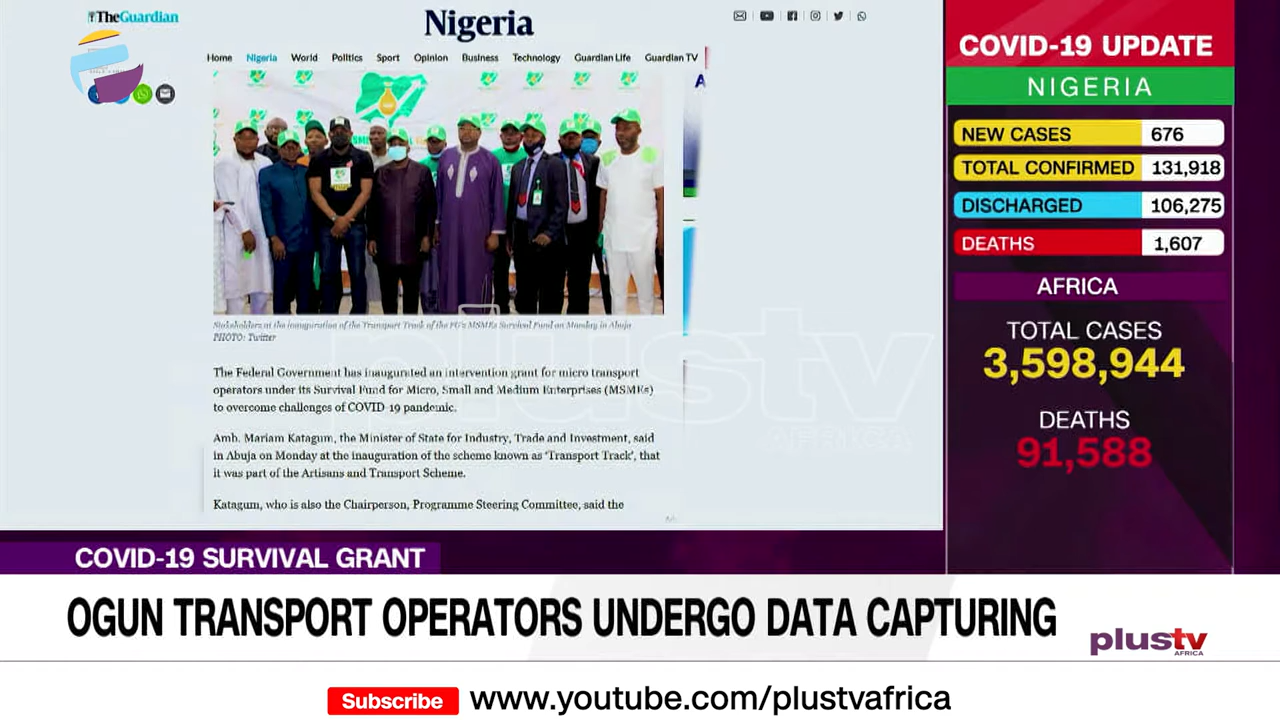 TheGuardian
Nigeria
Home Nigeria World Politics Sport Opinion Business Technology Guardian Life Guardian TV
Stakeholders at the inauguration of the Transport Track of the FG's MSMEs Survival Fund on Monday in Abuja
PHOTO: Twitter
The Federal Government has inaugurated an intervention grant for micro transport
operators under its Survival Fund for Micro, Small and Medium Enterprises (MSMEs)
to overcome challenges of COVID-19 pandemic.
Amb. Mariam Katagum, the Minister of State for Industry, Trade and Investment, said
in Abuja on Monday at the inauguration of the scheme known as ‘Transport Track’, that
it was part of the Artisans and Transport Scheme.
Katagum, who is also the Chairperson, Programme Steering Committee, said the
plustv
AFRICA
COVID-19 UPDATE
NIGERIA
NEW CASES 676
TOTAL CONFIRMED 131,918
DISCHARGED 106,275
DEATHS 1,607
AFRICA
TOTAL CASES
3,598,944
DEATHS
91,588
COVID-19 SURVIVAL GRANT
OGUN TRANSPORT OPERATORS UNDERGO DATA CAPTURING
plustv
AFRICA
Subscribe www.youtube.com/plustvafrica